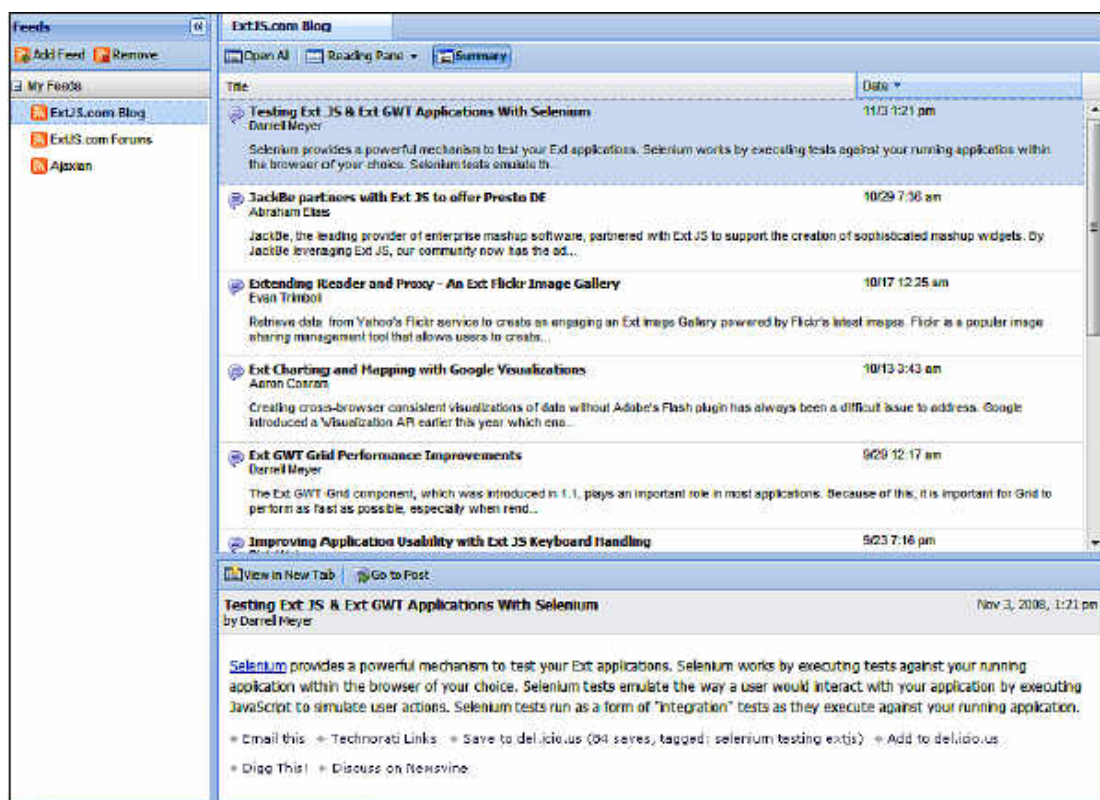 Feeds
Add Feed Remove
My Feeds
ExtJS.com Blog
ExtJS.com Forums
Ajaxian
ExtJS.com Blog
Open All Reading Pane Summary
Title Date
Testing Ext JS & Ext GWT Applications With Selenium 11/3 1:21 pm
Darrell Meyer
Selenium provides a powerful mechanism to test your Ext applications. Selenium works by executing tests against your running application within
the browser of your choice. Selenium tests emulate th...
JackBe partners with Ext JS to offer Presto DE 10/29 7:36 am
Abraham Elias
JackBe, the leading provider of enterprise mashup software, partnered with Ext JS to support the creation of sophisticated mashup widgets. By
JackBe leveraging Ext JS, our community now has the ad...
Extending Reader and Proxy - An Ext Flickr Image Gallery 10/17 12:25 am
Evan Trimboli
Retrieve data from Yahoo's Flickr service to create an engaging an Ext Image Gallery powered by Flickr's latest images. Flickr is a popular image
sharing management tool that allows users to create...
Ext Charting and Mapping with Google Visualizations 10/13 3:43 am
Aaron Conran
Creating cross-browser consistent visualizations of data without Adobe's Flash plugin has always been a difficult issue to address. Google
introduced a Visualization API earlier this year which ena...
Ext GWT Grid Performance Improvements 9/29 12:17 am
Darrell Meyer
The Ext GWT Grid component, which was introduced in 1.1, plays an important role in most applications. Because of this, it is important for Grid to
perform as fast as possible, especially when rend...
Improving Application Usability with Ext JS Keyboard Handling 9/23 7:16 pm
View in New Tab Go to Post
Testing Ext JS & Ext GWT Applications With Selenium Nov 3, 2008, 1:21 pm
by Darrell Meyer
Selenium provides a powerful mechanism to test your Ext applications. Selenium works by executing tests against your running
application within the browser of your choice. Selenium tests emulate the way a user would interact with your application by executing
JavaScript to simulate user actions. Selenium tests run as a form of "integration" tests as they execute against your running application.
Email this Technorati Links Save to del.icio.us (64 saves, tagged: selenium testing extjs) Add to del.icio.us
Digg This! Discuss on Newsvine